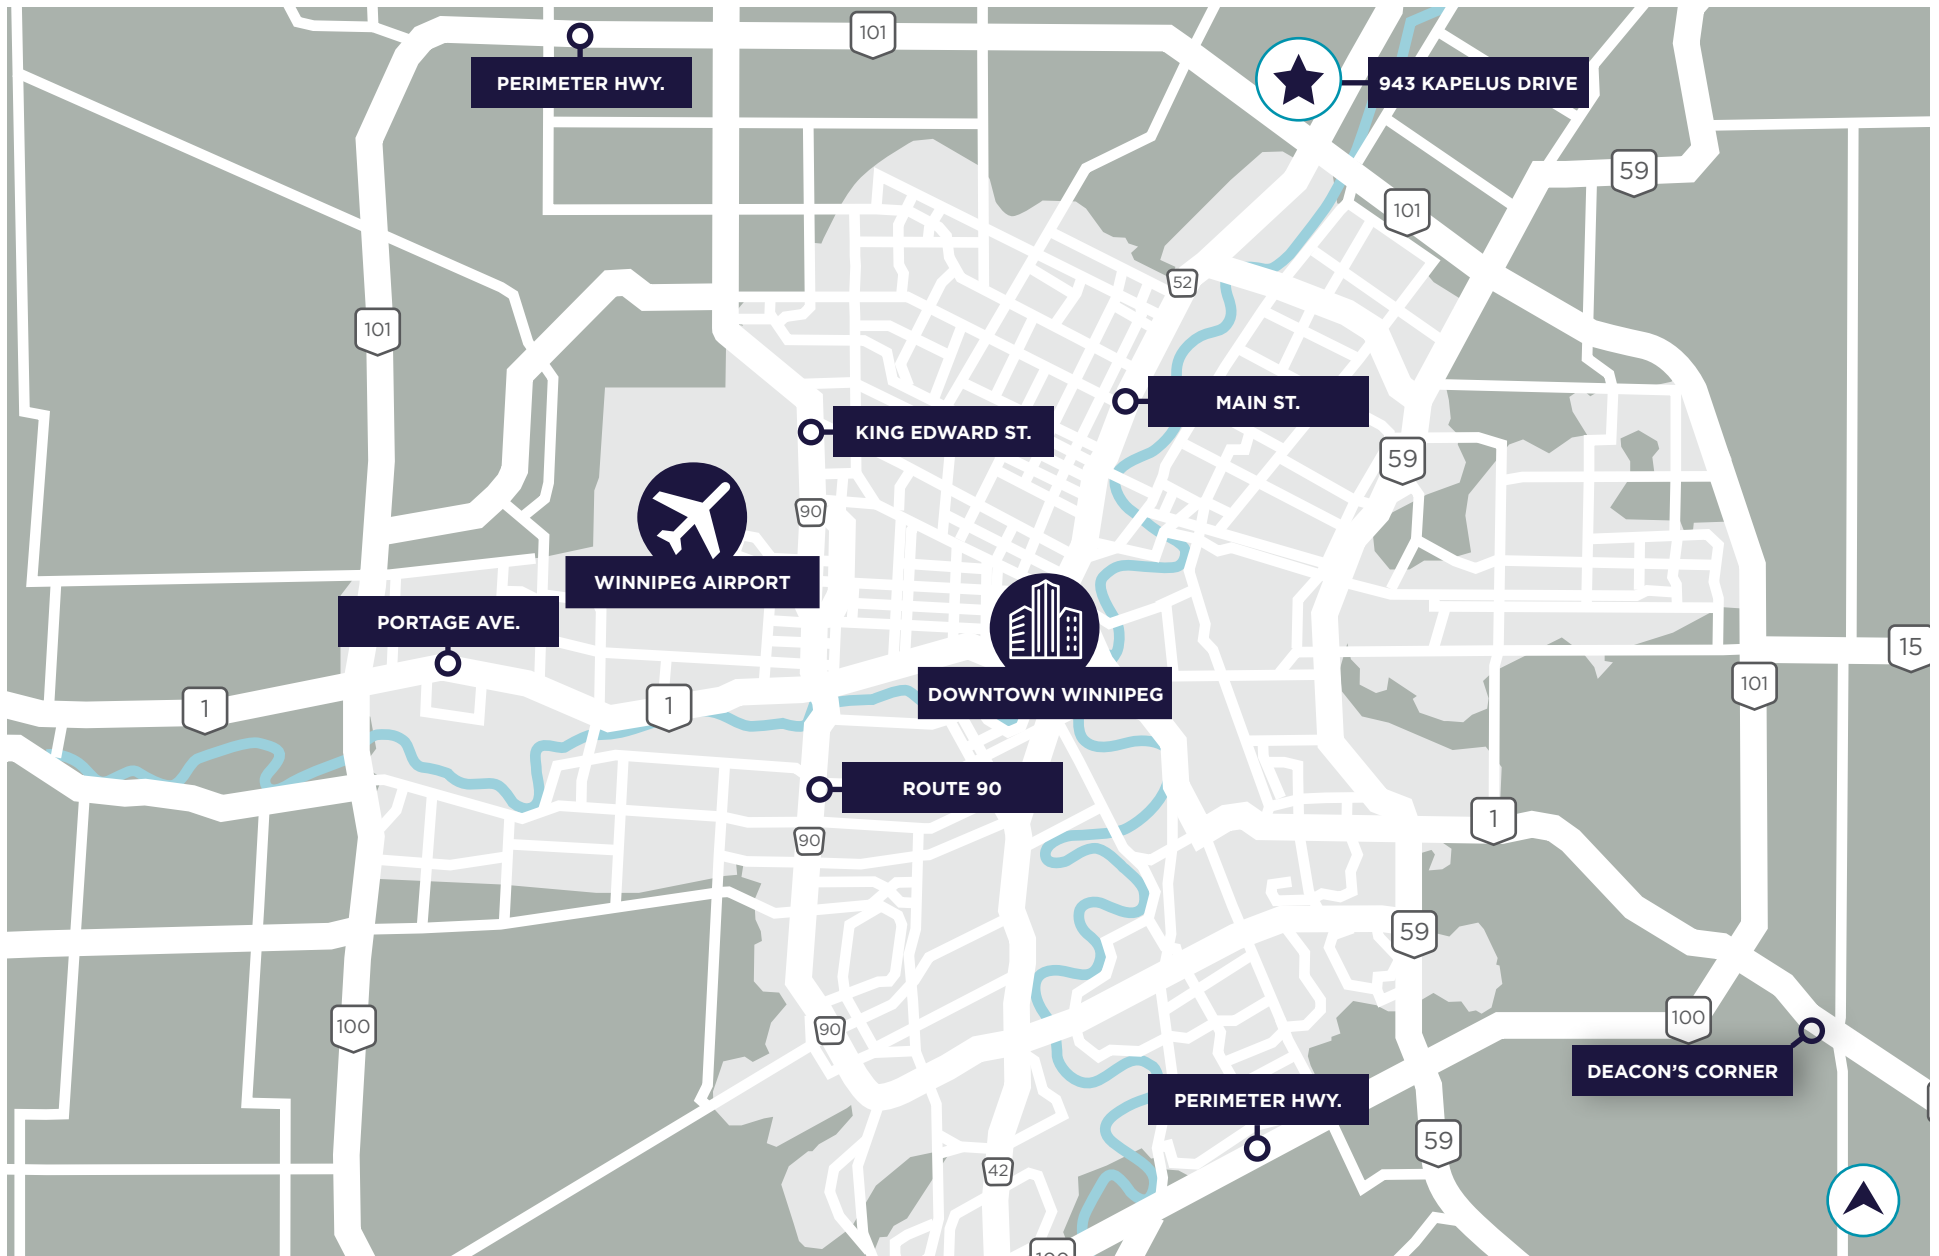 101
PERIMETER HWY.
943 KAPELUS DRIVE
59
101
52
101
MAIN ST.
KING EDWARD ST.
59
90
WINNIPEG AIRPORT
PORTAGE AVE.
15
101
DOWNTOWN WINNIPEG
1
1
ROUTE 90
1
90
59
100
100
90
DEACON’S CORNER
PERIMETER HWY.
59
42